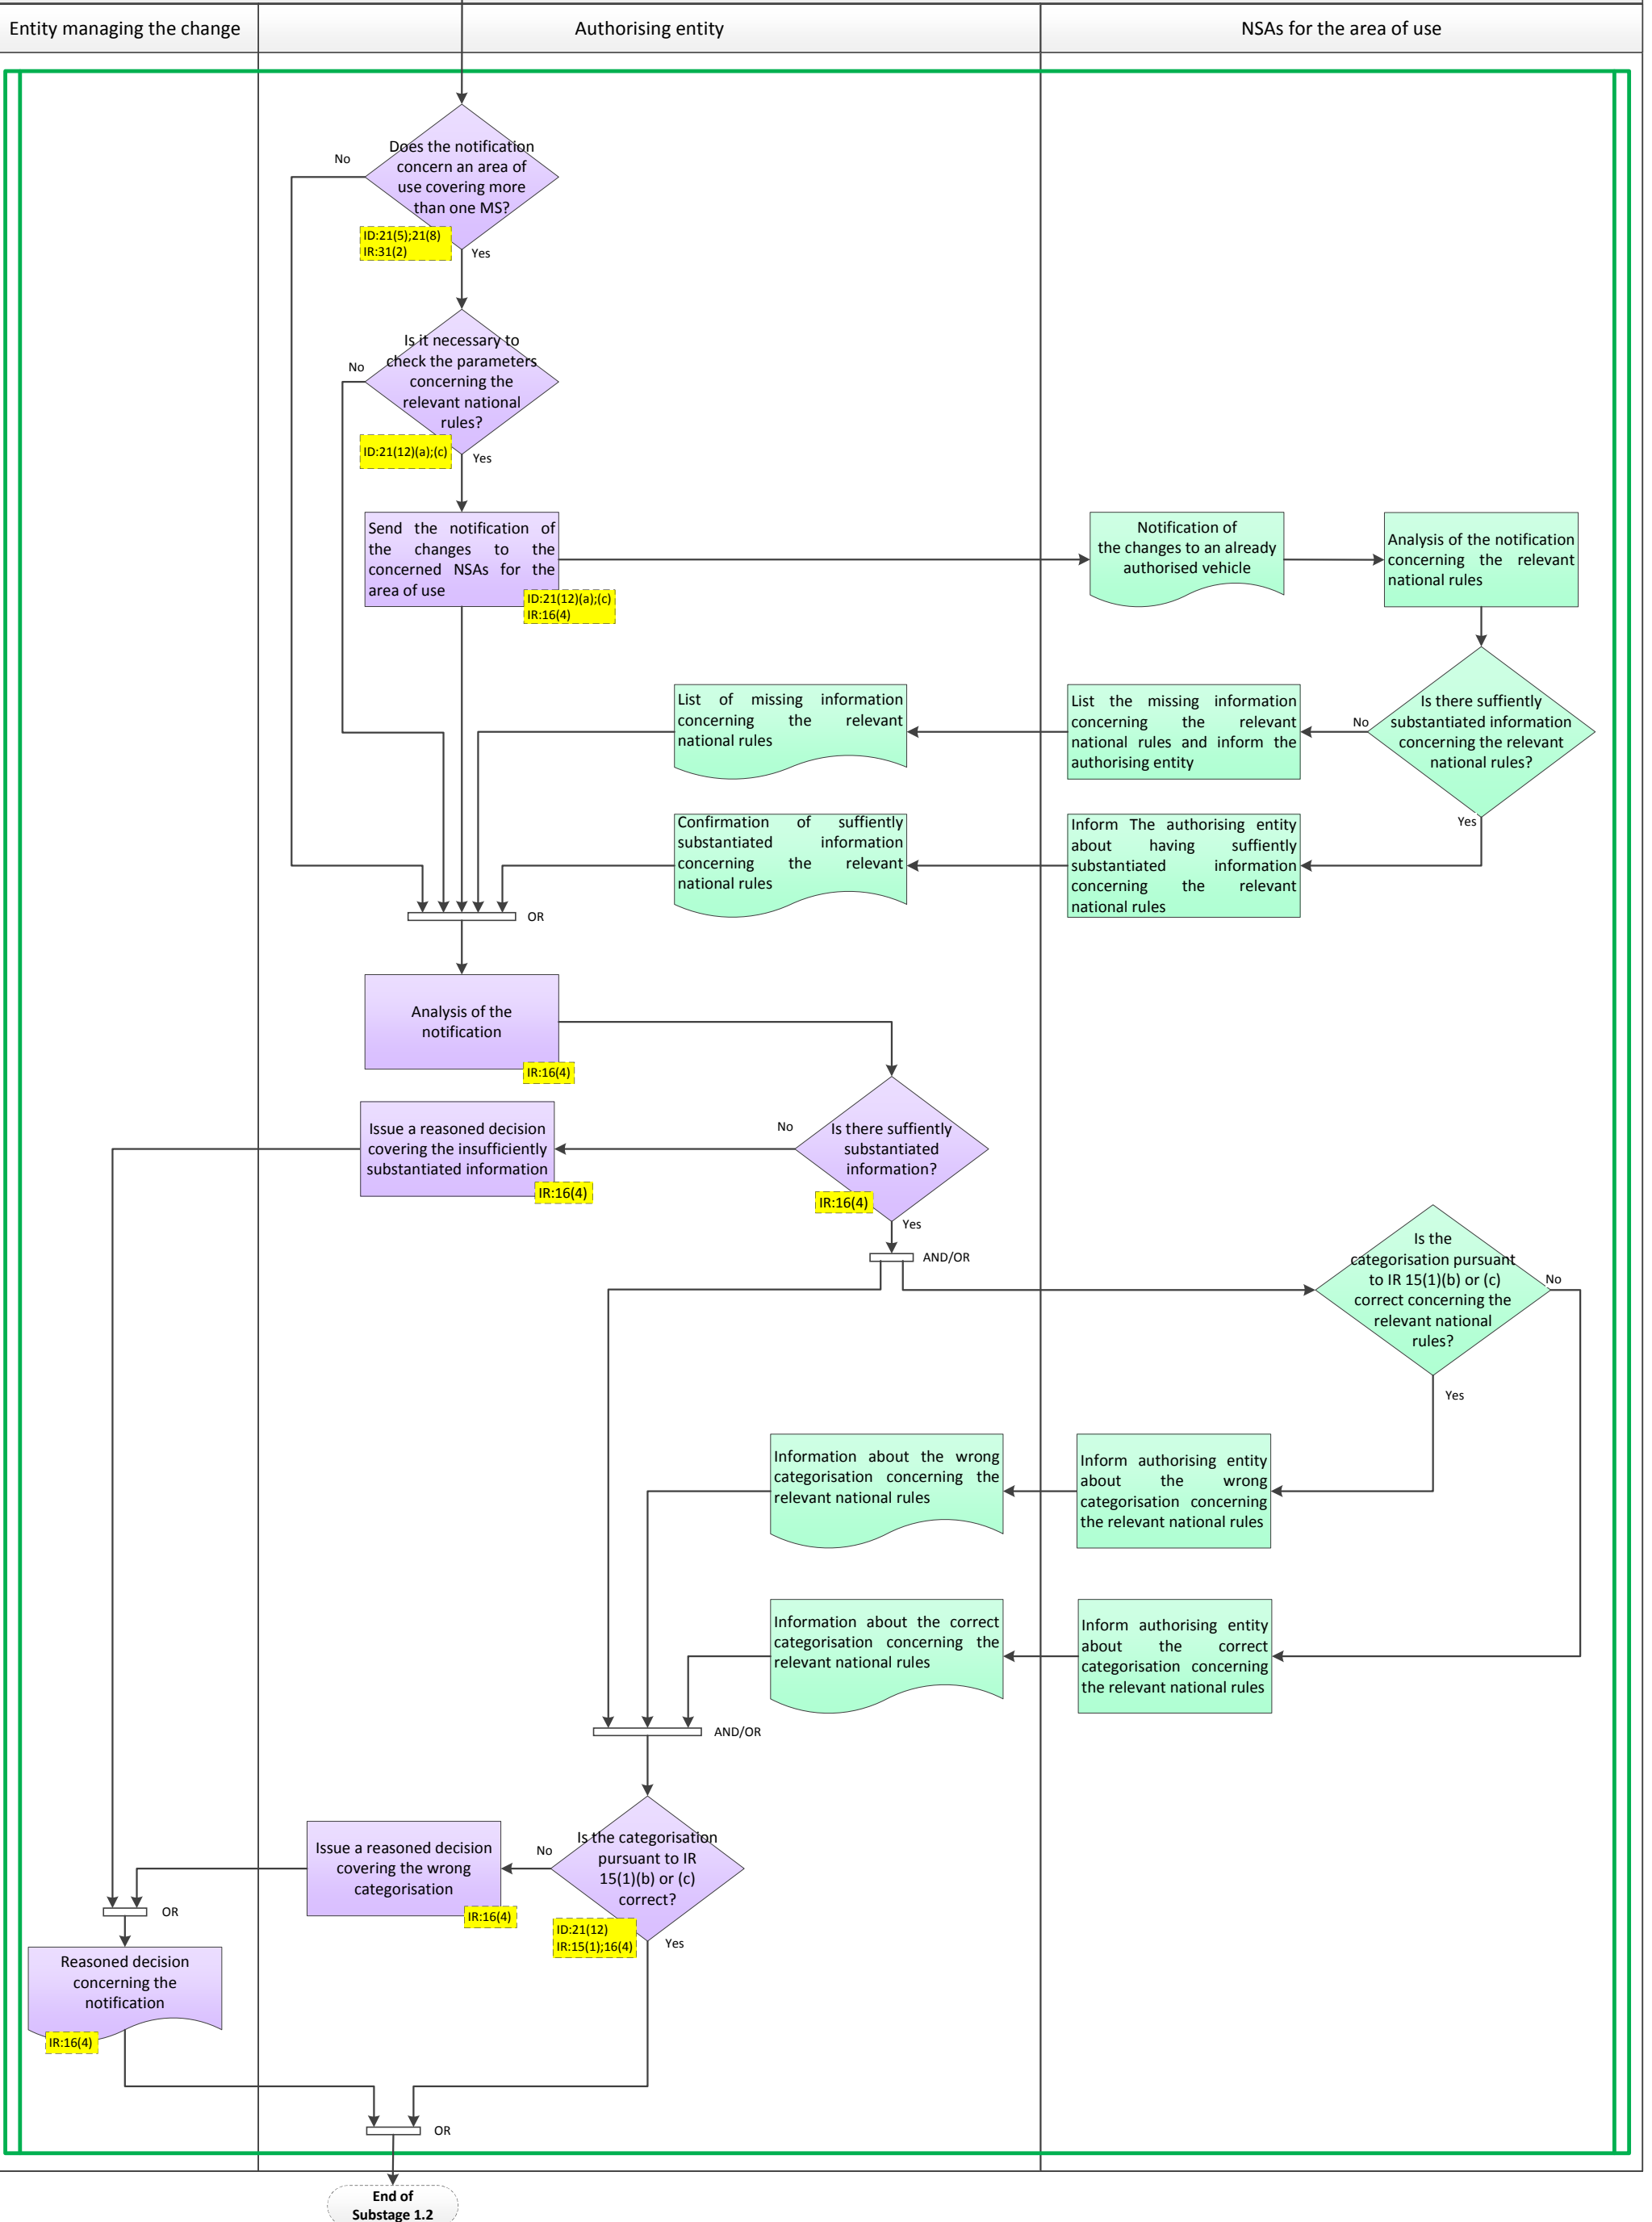 Entity managing the change
Authorising entity
NSAs for the area of use
Does the notification
concern an area of
use covering more
than one MS?
No
ID:21(5);21(8)
IR:31(2)
Yes
Is it necessary to
check the parameters
concerning the
relevant national
rules?
No
ID:21(12)(a);(c)
Yes
Send the notification of
the changes to the
concerned NSAs for the
area of use
ID:21(12)(a);(c)
IR:16(4)
Notification of
the changes to an already
authorised vehicle
Analysis of the notification
concerning the relevant
national rules
Is there suffiently
substantiated information
concerning the relevant
national rules?
No
Yes
List the missing information
concerning the relevant
national rules and inform the
authorising entity
List of missing information
concerning the relevant
national rules
Inform The authorising entity
about having suffiently
substantiated information
concerning the relevant
national rules
Confirmation of suffiently
substantiated information
concerning the relevant
national rules
OR
Analysis of the
notification
IR:16(4)
Is there suffiently
substantiated
information?
No
IR:16(4)
Yes
Issue a reasoned decision
covering the insufficiently
substantiated information
IR:16(4)
AND/OR
Is the
categorisation pursuant
to IR 15(1)(b) or (c)
correct concerning the
relevant national
rules?
No
Yes
Inform authorising entity
about the wrong
categorisation concerning
the relevant national rules
Information about the wrong
categorisation concerning the
relevant national rules
Inform authorising entity
about the correct
categorisation concerning
the relevant national rules
Information about the correct
categorisation concerning the
relevant national rules
AND/OR
Is the categorisation
pursuant to IR
15(1)(b) or (c)
correct?
No
ID:21(12)
IR:15(1);16(4)
Yes
Issue a reasoned decision
covering the wrong
categorisation
IR:16(4)
OR
Reasoned decision
concerning the
notification
IR:16(4)
OR
End of
Substage 1.2